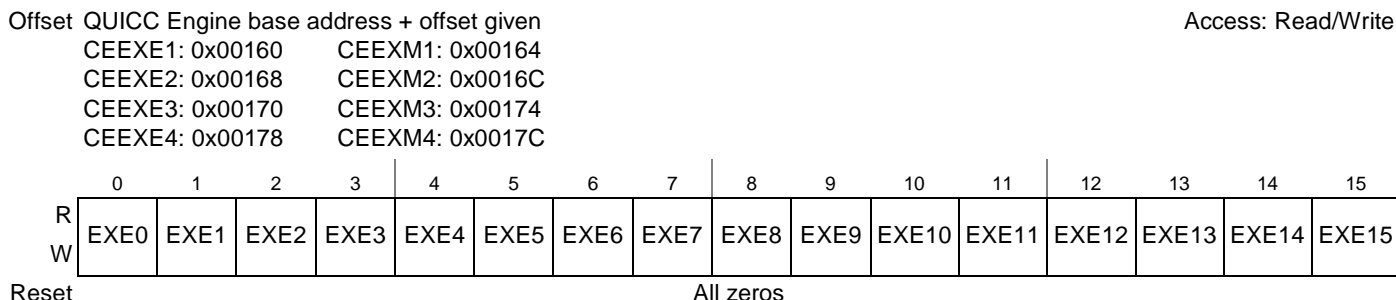 Offset QUICC Engine base address + offset given Access: Read/Write
CEEXE1: 0x00160 CEEXM1: 0x00164
CEEXE2: 0x00168 CEEXM2: 0x0016C
CEEXE3: 0x00170 CEEXM3: 0x00174
CEEXE4: 0x00178 CEEXM4: 0x0017C
0 1 2 3 4 5 6 7 8 9 10 11 12 13 14 15
R
EXE0 EXE1 EXE2 EXE3 EXE4 EXE5 EXE6 EXE7 EXE8 EXE9 EXE10 EXE11 EXE12 EXE13 EXE14 EXE15
W
Reset All zeros